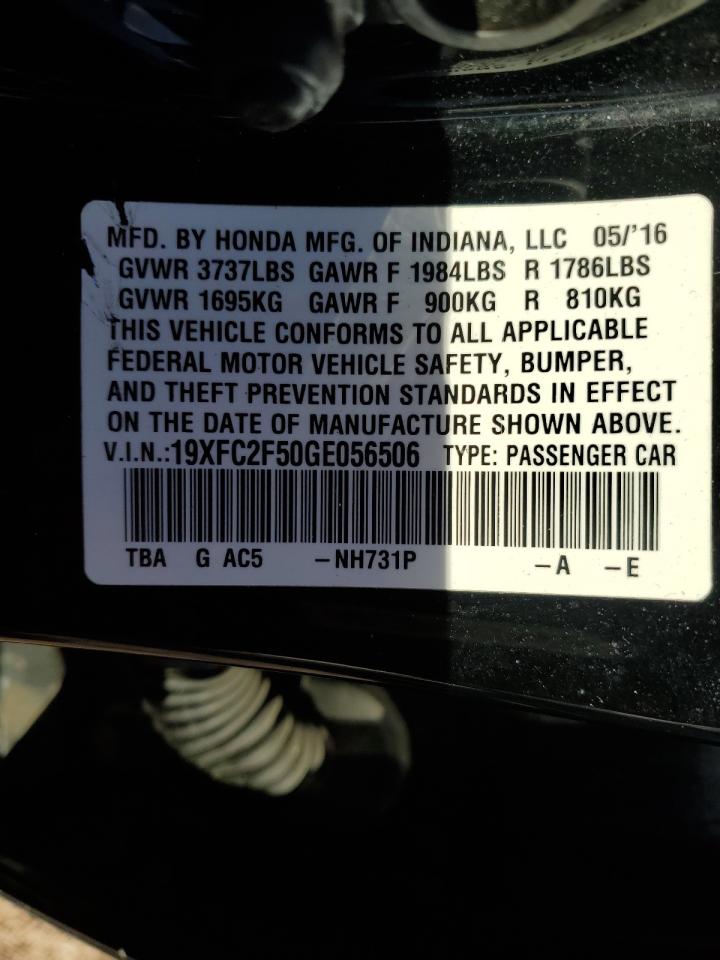 MFD. BY HONDA MFG. OF INDIANA, LLC 05/'16
GVWR 3737LBS GAWR F 1984LBS R 1786LBS
GVWR 1695KG GAWR F 900KG R 810KG
THIS VEHICLE CONFORMS TO ALL APPLICABLE
FEDERAL MOTOR VEHICLE SAFETY, BUMPER,
AND THEFT PREVENTION STANDARDS IN EFFECT
ON THE DATE OF MANUFACTURE SHOWN ABOVE.
V.I.N.:19XFC2F50GE056506 TYPE: PASSENGER CAR
TBA G AC5 –NH731P –A –E